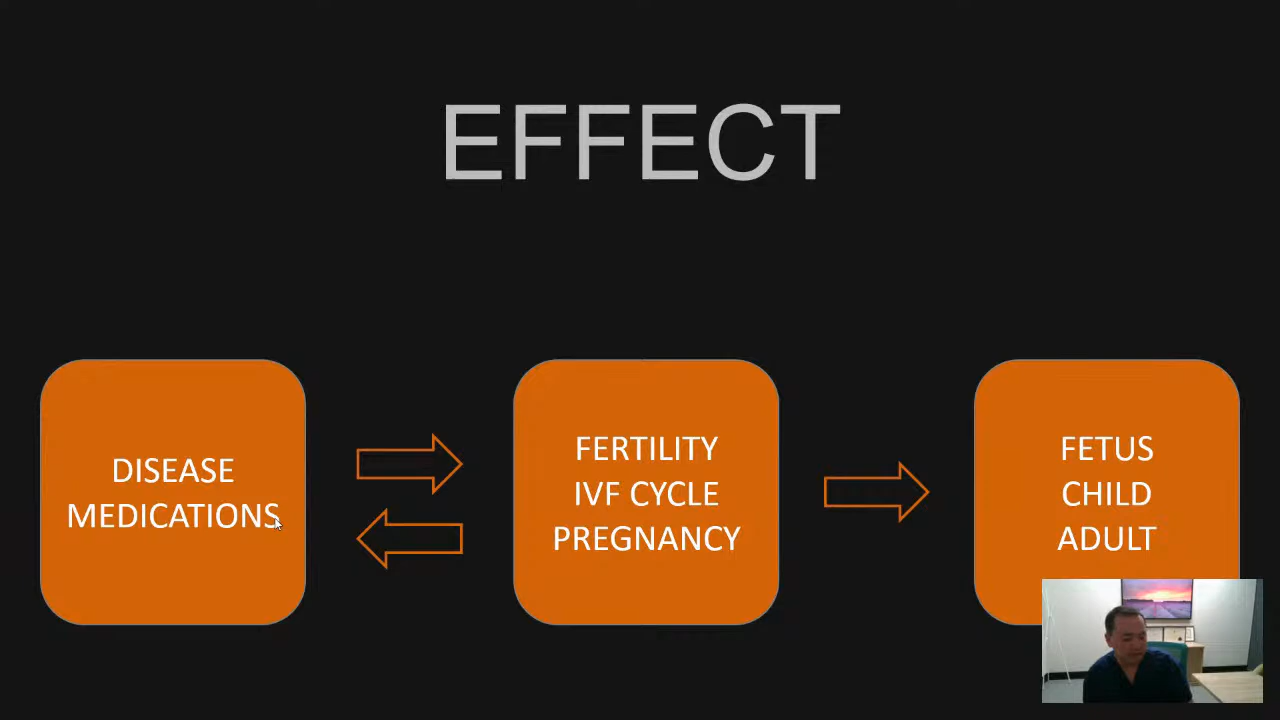 EFFECT
DISEASE
MEDICATIONS
FERTILITY
IVF CYCLE
PREGNANCY
FETUS
CHILD
ADULT